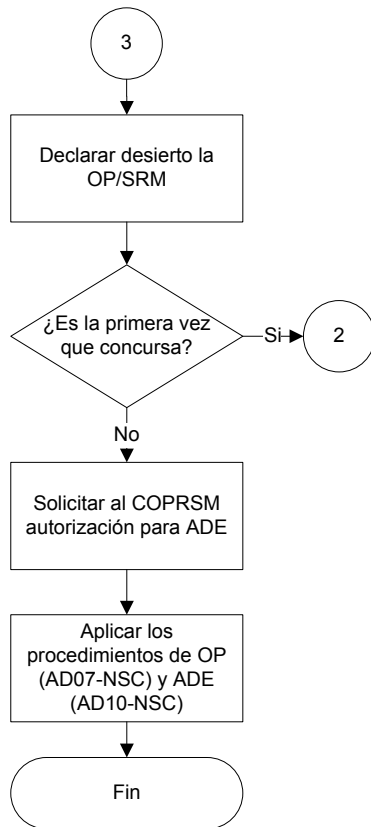 3
Declarar desierto la
OP/SRM
¿Es la primera vez
que concursa?
Si
2
No
Solicitar al COPRSM
autorización para ADE
Aplicar los
procedimientos de OP
(AD07-NSC) y ADE
(AD10-NSC)
Fin